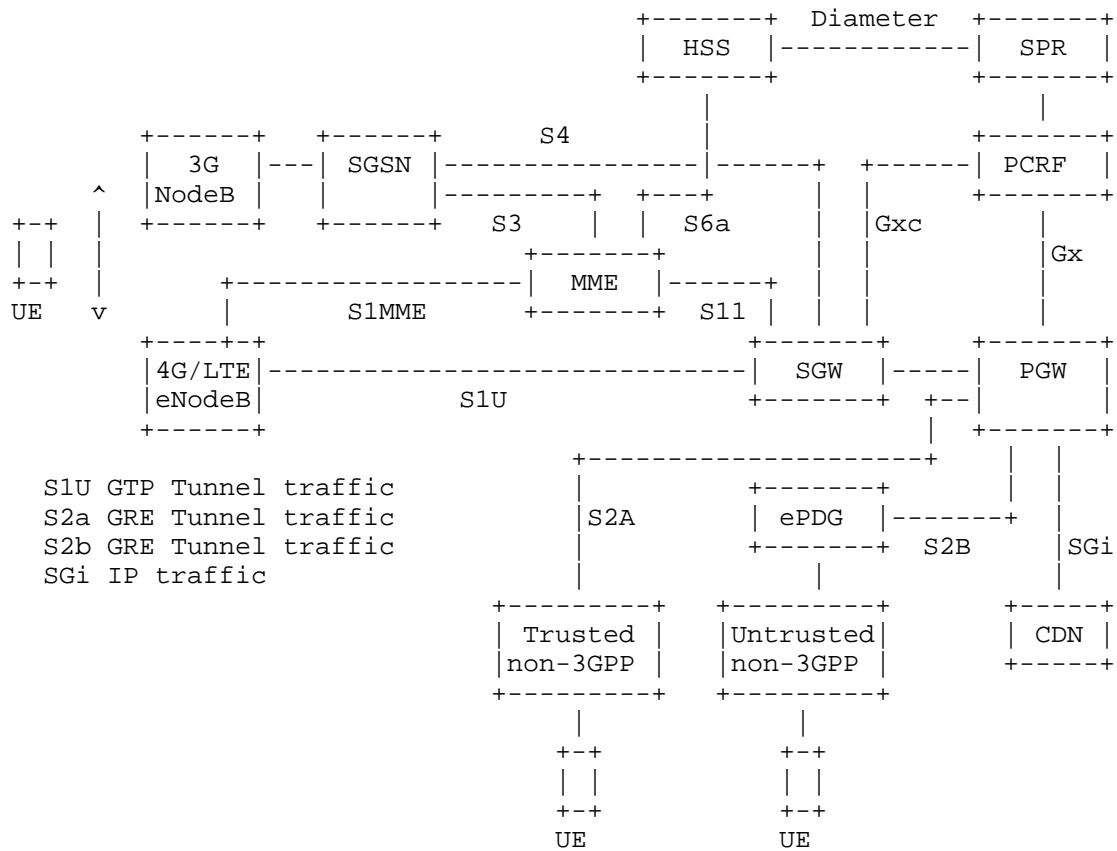 Diameter
HSS SPR
S4
3G SGSN PCRF
NodeB
S3 S6a Gxc
MME Gx
UE v S1MME S11
4G/LTE SGW PGW
eNodeB S1U
S1U GTP Tunnel traffic
S2a GRE Tunnel traffic S2A ePDG
S2b GRE Tunnel traffic S2B SGi
SGi IP traffic
Trusted Untrusted CDN
non-3GPP non-3GPP
UE UE